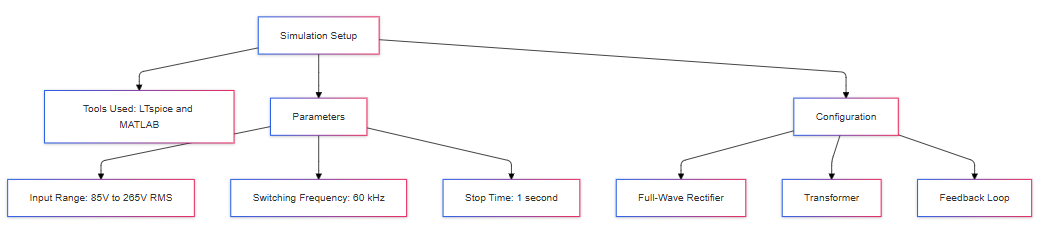 Simulation Setup
Tools Used: LTspice and
MATLAB
Parameters
Configuration
Input Range: 85V to 265V RMS
Switching Frequency: 60 kHz
Stop Time: 1 second
Full-Wave Rectifier
Transformer
Feedback Loop